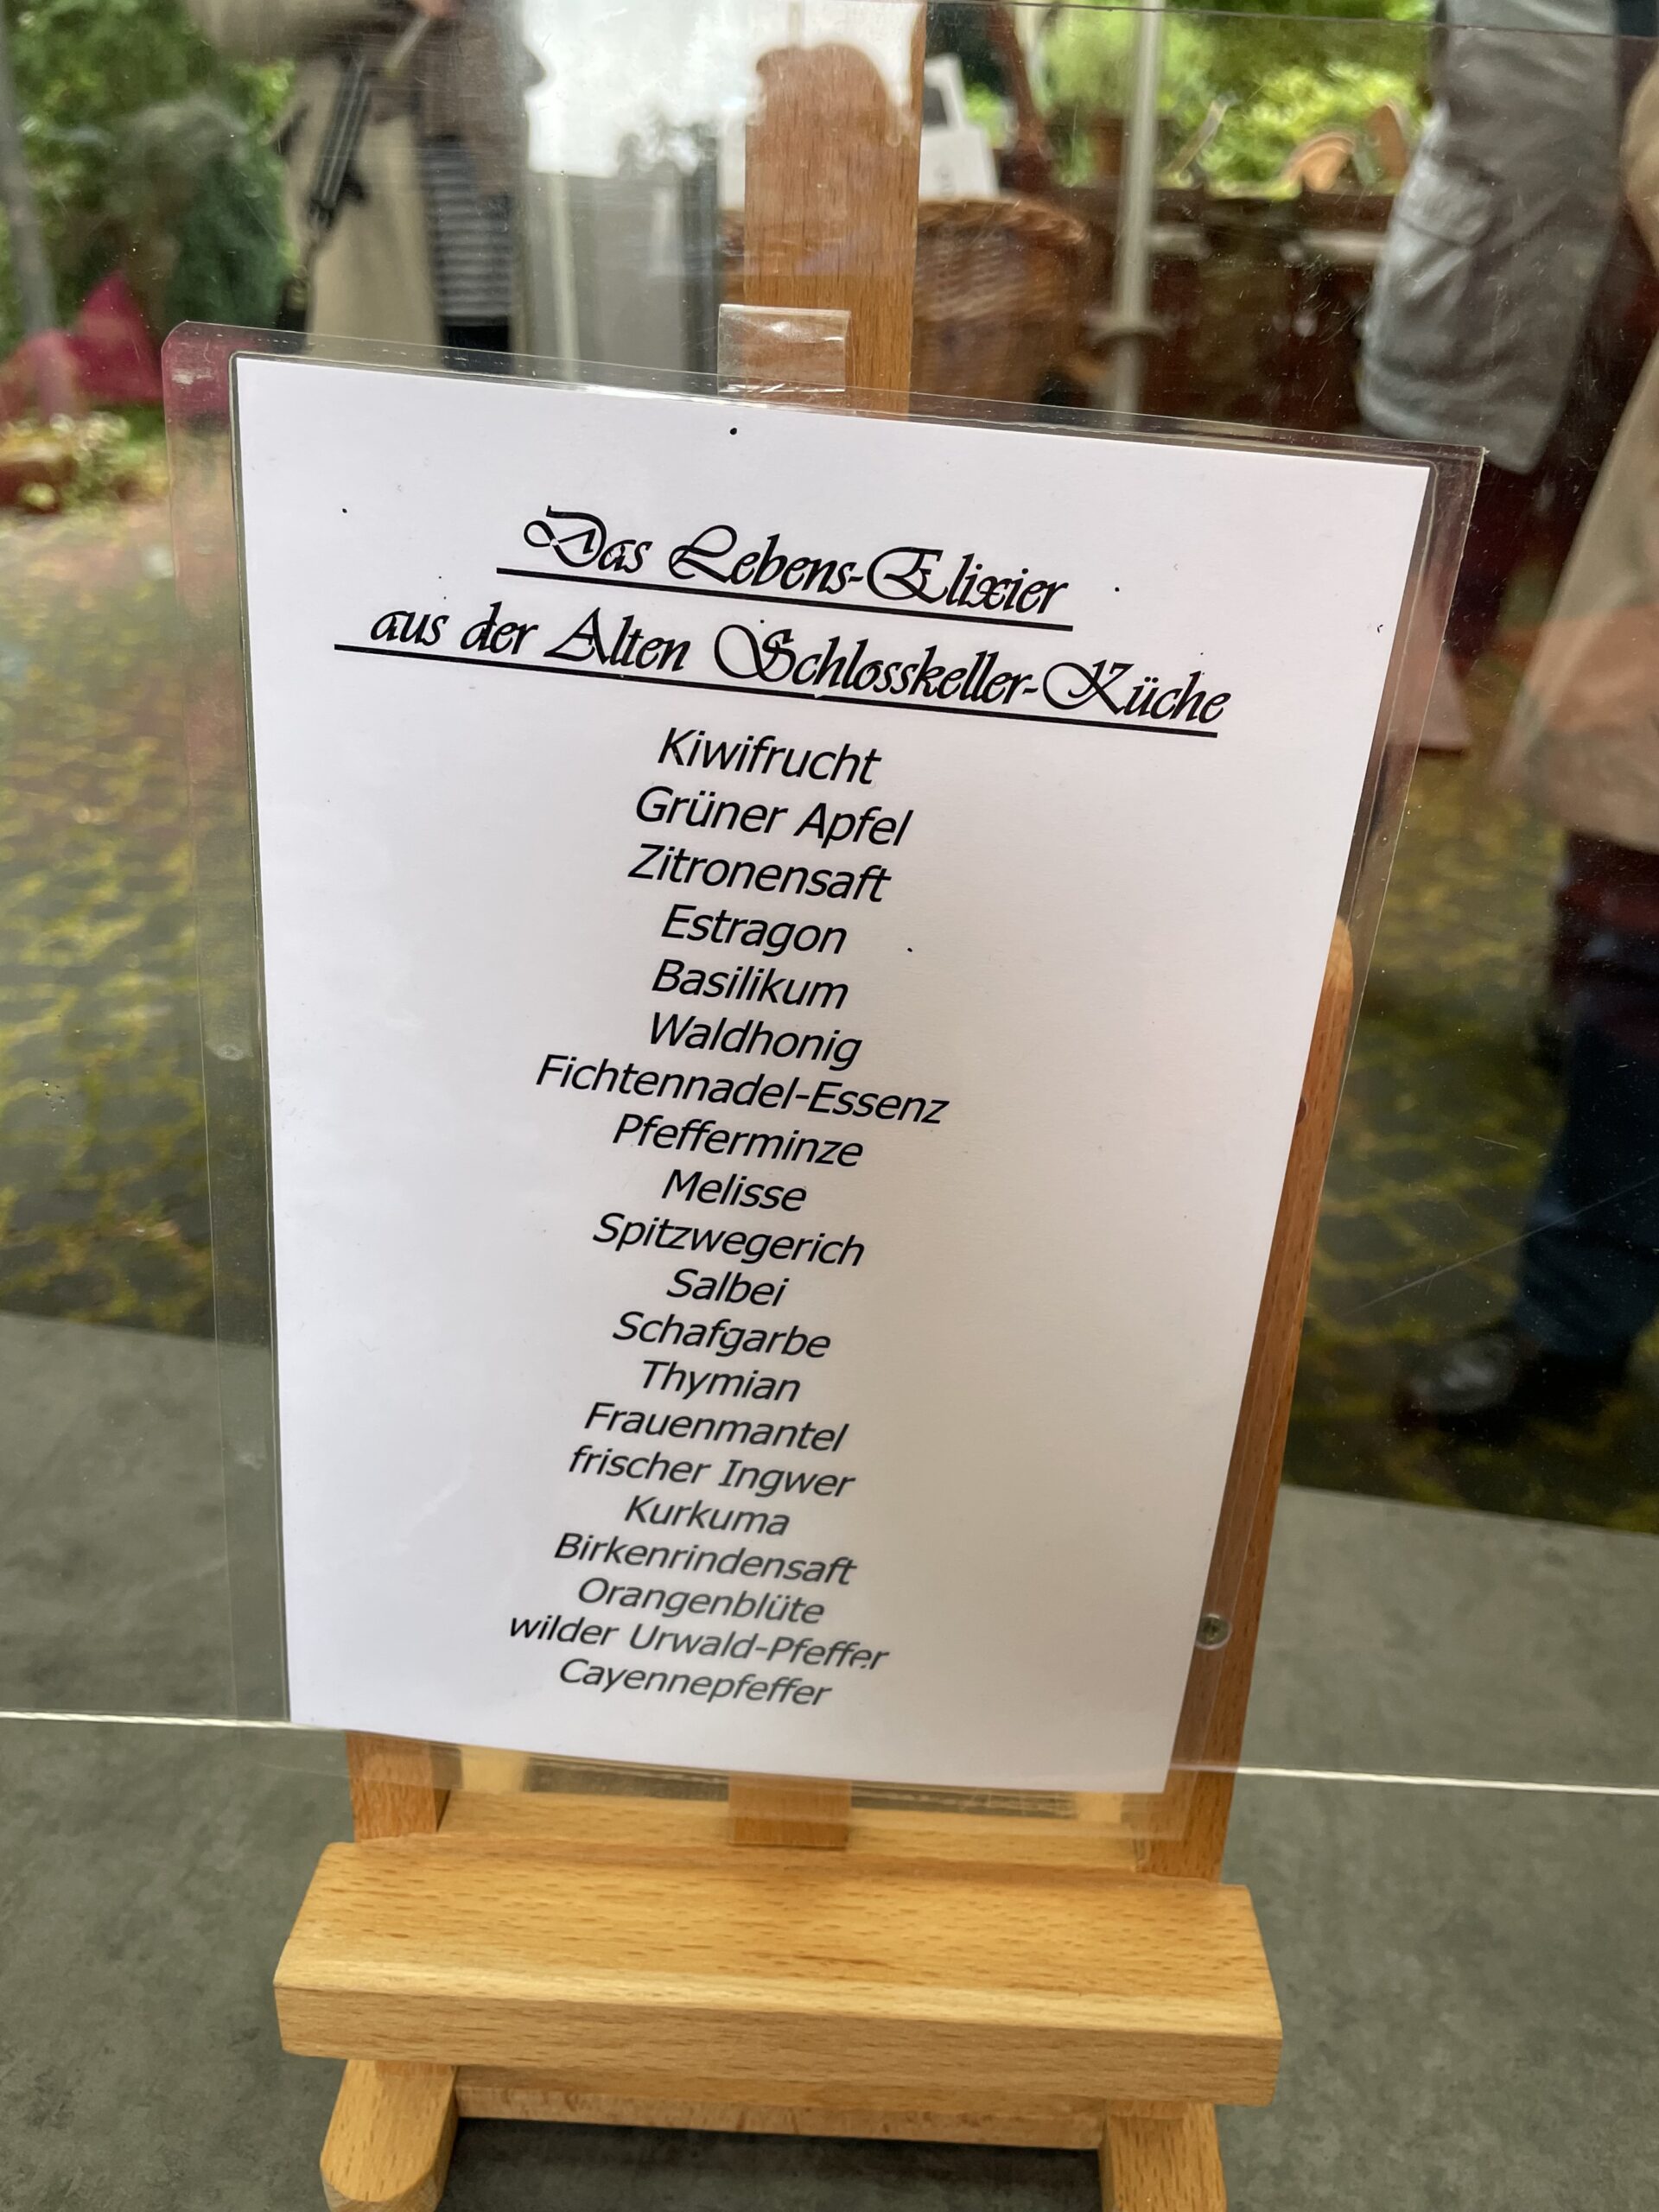 Das Lebens-Elixier
aus der Alten Schlosskeller-Küche
Kiwifrucht
Grüner Apfel
Zitronensaft
Estragon
Basilikum
Waldhonig
Fichtennadel-Essenz
Pfefferminze
Melisse
Spitzwegerich
Salbei
Schafgarbe
Thymian
Frauenmantel
frischer Ingwer
Kurkuma
Birkenrindensaft
Orangenblüte
wilder Urwald-Pfeffer
Cayennepfeffer